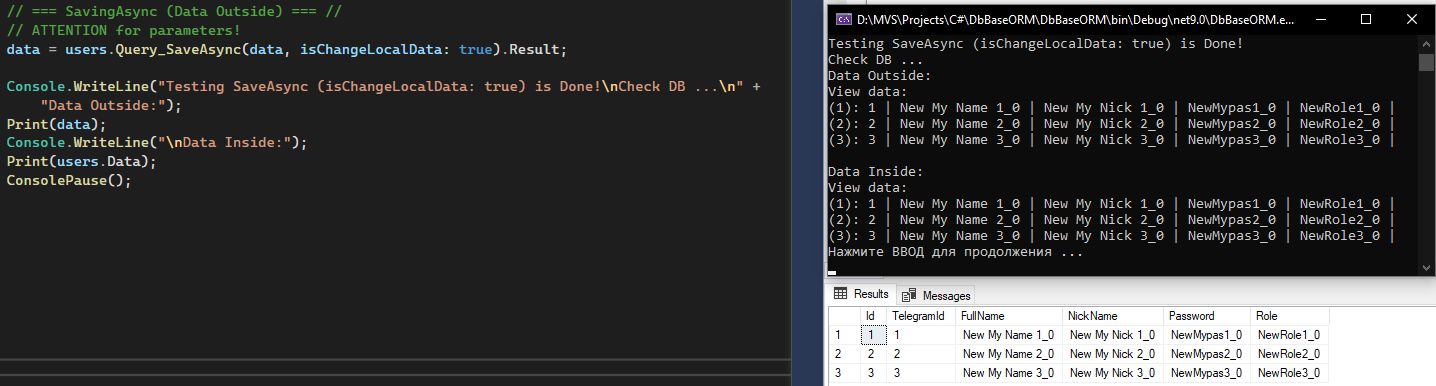 // === SavingAsync (Data Outside) === //
// ATTENTION for parameters!
data = users.Query_SaveAsync(data, isChangeLocalData: true).Result;
Console.WriteLine("Testing SaveAsync (isChangeLocalData: true) is Done!\nCheck DB ...\n" +
"Data Outside:");
Print(data);
Console.WriteLine("\nData Inside:");
Print(users.Data);
ConsolePause();
D:\MVS\Projects\C#\DbBaseORM\DbBaseORM\bin\Debug\net9.0\DbBaseORM.e...
Testing SaveAsync (isChangeLocalData: true) is Done!
Check DB ...
Data Outside:
View data:
(1): 1 | New My Name 1_0 | New My Nick 1_0 | NewMypas1_0 | NewRole1_0 |
(2): 2 | New My Name 2_0 | New My Nick 2_0 | NewMypas2_0 | NewRole2_0 |
(3): 3 | New My Name 3_0 | New My Nick 3_0 | NewMypas3_0 | NewRole3_0 |
Data Inside:
View data:
(1): 1 | New My Name 1_0 | New My Nick 1_0 | NewMypas1_0 | NewRole1_0 |
(2): 2 | New My Name 2_0 | New My Nick 2_0 | NewMypas2_0 | NewRole2_0 |
(3): 3 | New My Name 3_0 | New My Nick 3_0 | NewMypas3_0 | NewRole3_0 |
Нажмите ВВОД для продолжения ...
Results Messages
Id TelegramId FullName NickName Password Role
1 1 1 New My Name 1_0 New My Nick 1_0 NewMypas1_0 NewRole1_0
2 2 2 New My Name 2_0 New My Nick 2_0 NewMypas2_0 NewRole2_0
3 3 3 New My Name 3_0 New My Nick 3_0 NewMypas3_0 NewRole3_0